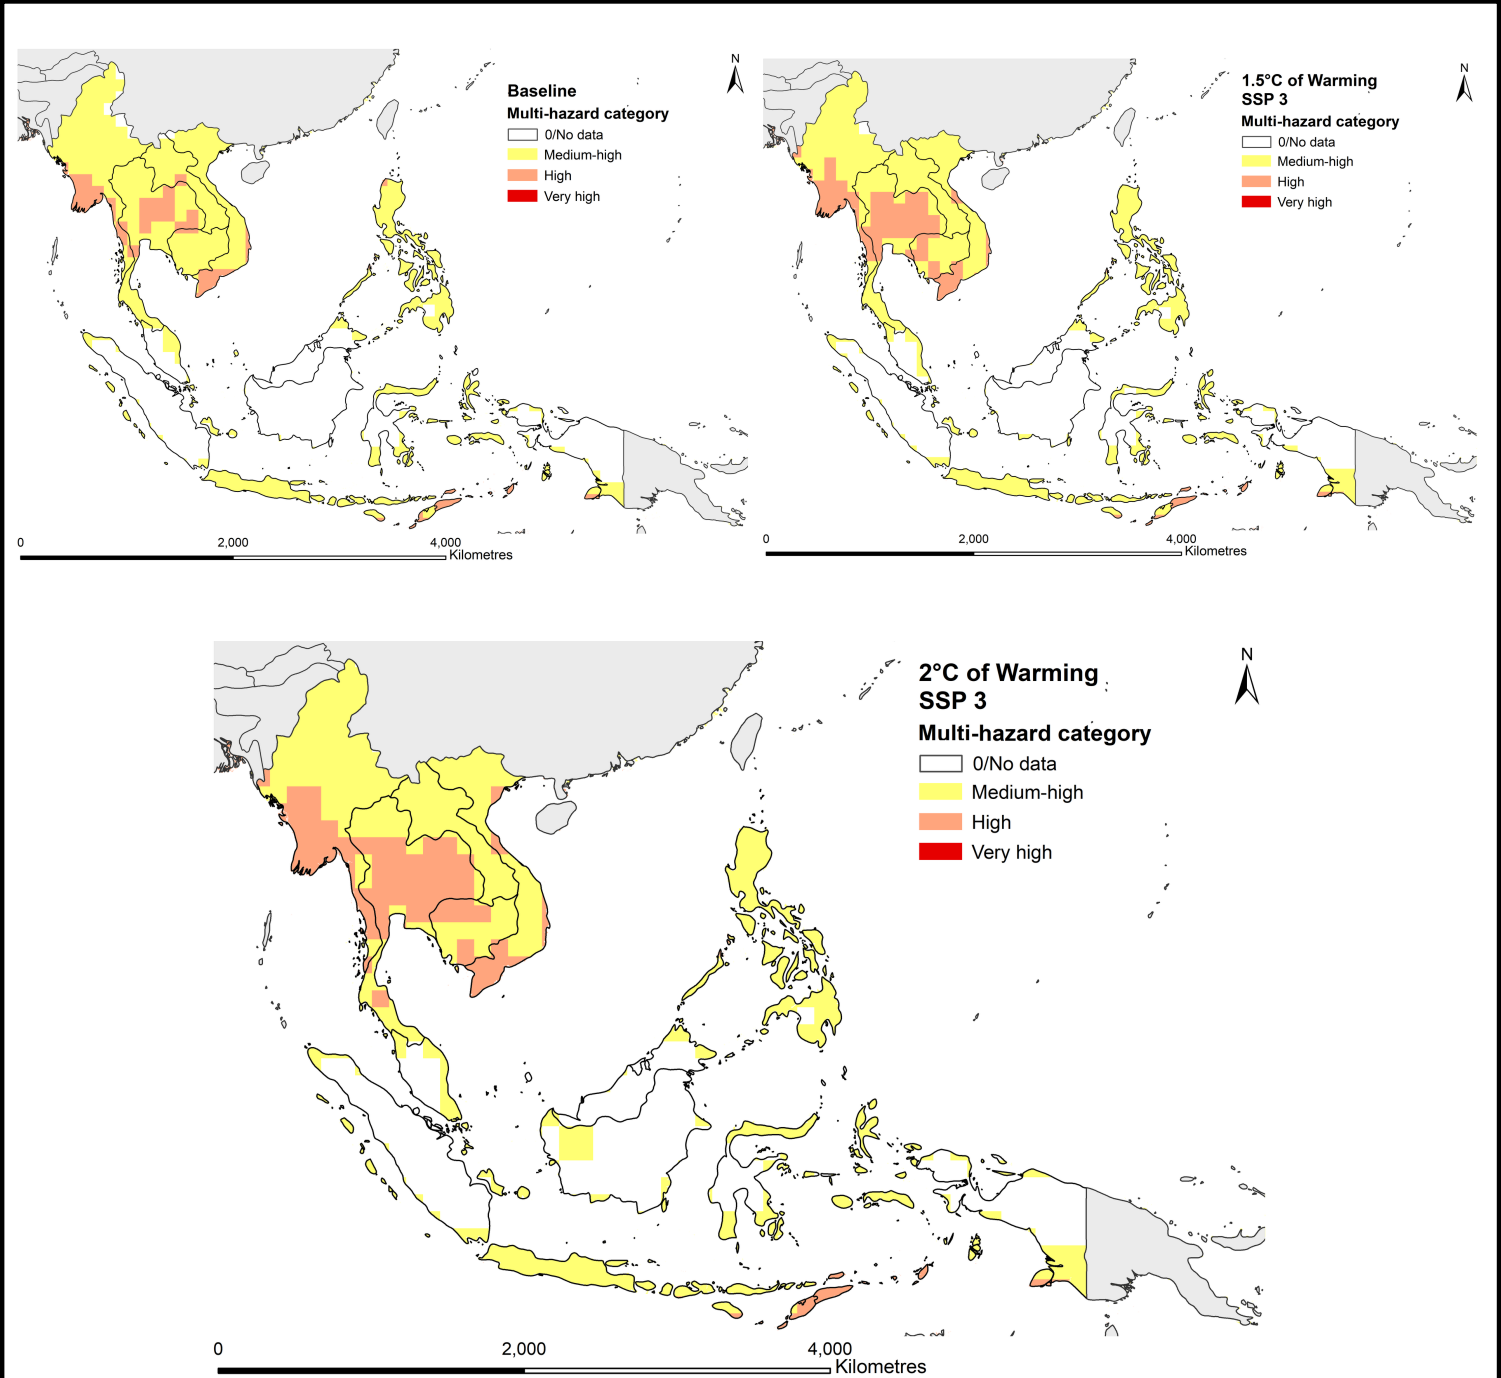 N
Baseline
Multi-hazard category
0/No data
Medium-high
High
Very high
0
2,000
4,000
Kilometres
N
1.5°C of Warming
SSP 3
Multi-hazard category
0/No data
Medium-high
High
Very high
0
2,000
4,000
Kilometres
N
2°C of Warming
SSP 3
Multi-hazard category
0/No data
Medium-high
High
Very high
0
2,000
4,000
Kilometres